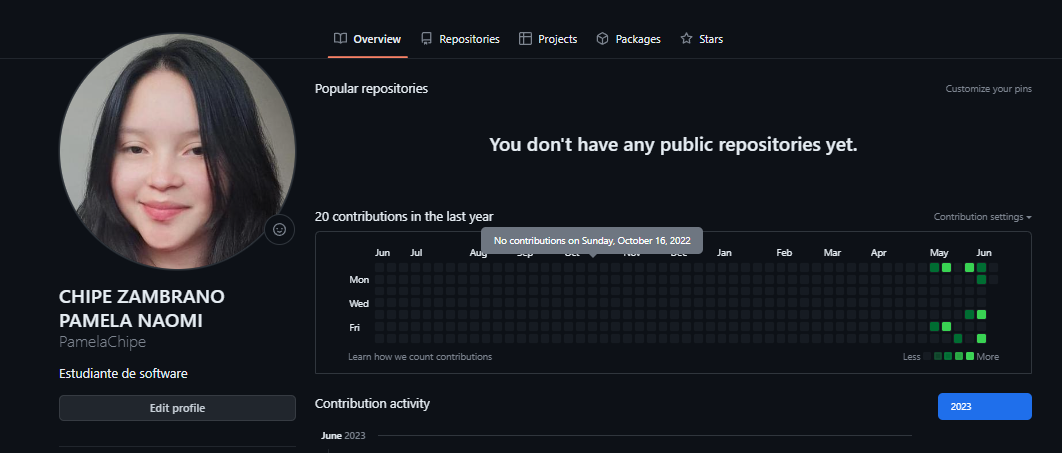 Overview Repositories Projects Packages Stars
Popular repositories Customize your pins
You don't have any public repositories yet.
20 contributions in the last year Contribution settings
No contributions on Sunday, October 16, 2022
Jun Jul Aug Sep Oct Nov Dec Jan Feb Mar Apr May Jun
Mon
Wed
Fri
Learn how we count contributions Less More
CHIPE ZAMBRANO
PAMELA NAOMI
PamelaChipe
Estudiante de software
Edit profile
Contribution activity 2023
June 2023